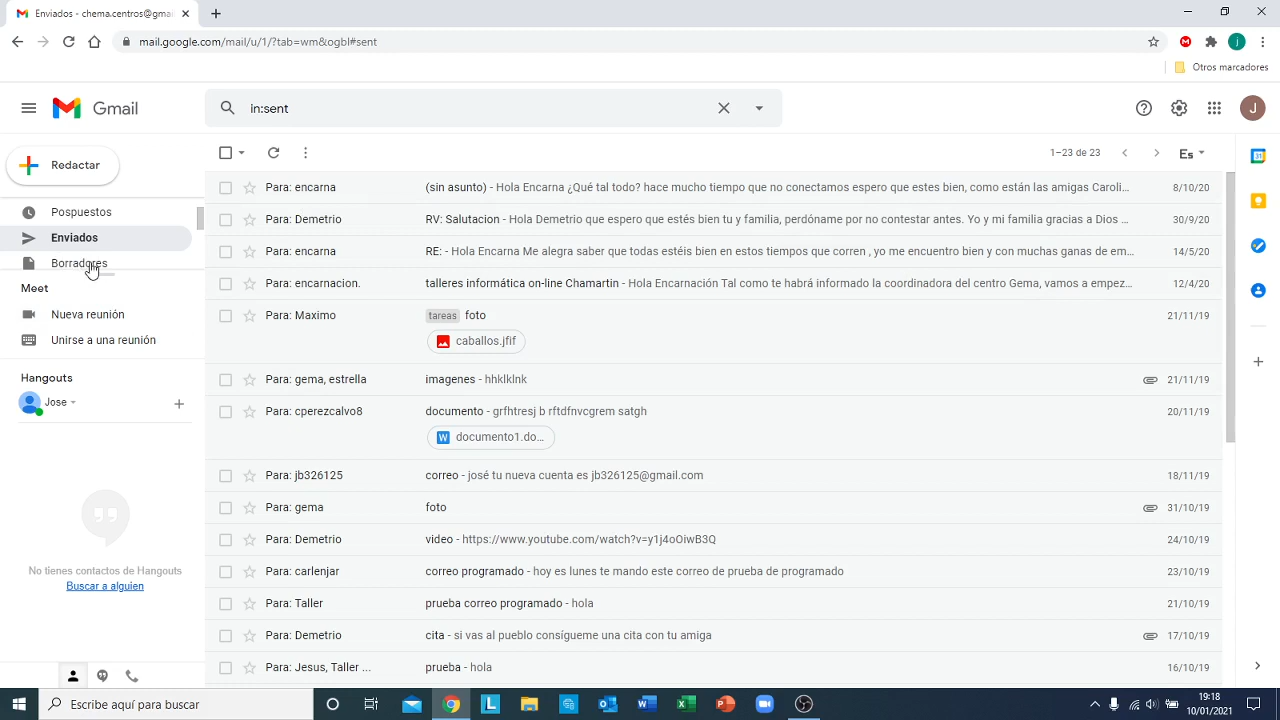 Enviados - chema.centros@gmai
mail.google.com/mail/u/1/?tab=wm&ogbl#sent
Otros marcadores
Gmail
in:sent
J
Redactar
1–23 de 23
Es
Pospuestos
Enviados
Borradores
Meet
Nueva reunión
Unirse a una reunión
Hangouts
Jose
No tienes contactos de Hangouts
Buscar a alguien
Para: encarna (sin asunto) - Hola Encarna ¿Qué tal todo? hace mucho tiempo que no conectamos espero que estes bien, como están las amigas Caroli... 8/10/20
Para: Demetrio RV: Salutacion - Hola Demetrio que espero que estés bien tu y familia, perdóname por no contestar antes. Yo y mi familia gracias a Dios ... 30/9/20
Para: encarna RE: - Hola Encarna Me alegra saber que todas estéis bien en estos tiempos que corren , yo me encuentro bien y con muchas ganas de em... 14/5/20
Para: encarnacion. talleres informática on-line Chamartin - Hola Encarnación Tal como te habrá informado la coordinadora del centro Gema, vamos a empez... 12/4/20
Para: Maximo tareas foto 21/11/19
caballos.jfif
Para: gema, estrella imagenes - hhklklnk 21/11/19
Para: cperezcalvo8 documento - grfhtresj b rftdfnvcgrem satgh 20/11/19
W documento1.do...
Para: jb326125 correo - josé tu nueva cuenta es jb326125@gmail.com 18/11/19
Para: gema foto 31/10/19
Para: Demetrio video - https://www.youtube.com/watch?v=y1j4oOiwB3Q 24/10/19
Para: carlenjar correo programado - hoy es lunes te mando este correo de prueba de programado 23/10/19
Para: Taller prueba correo programado - hola 21/10/19
Para: Demetrio cita - si vas al pueblo consígueme una cita con tu amiga 17/10/19
Para: Jesus, Taller ... prueba - hola 16/10/19
Escribe aquí para buscar
19:18
10/01/2021